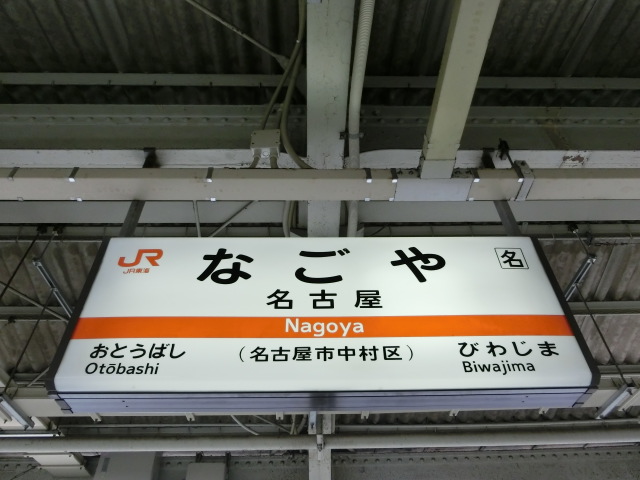 JR
JR東海
なごや
名
名古屋
Nagoya
おとうばし
Otōbashi
(名古屋市中村区)
びわじま
Biwajima